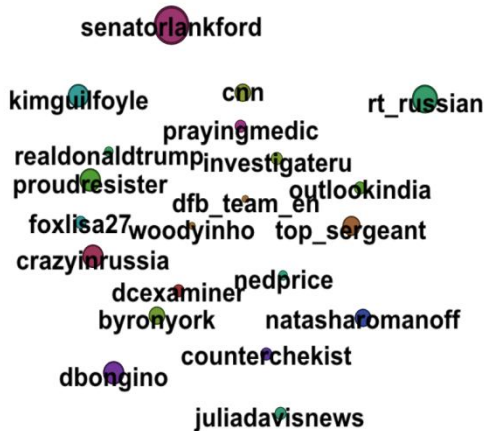 senatorlankford
kimguilfoyle
cnn
rt_russian
prayingmedic
realdonaldtrump
investigateru
proudresister
outlookindia
dfb_team_en
foxlisa27
woodyinho
top_sergeant
crazyinrussia
nedprice
dcexaminer
byronyork
natasharomanoff
counterchekist
dbongino
juliadavisnews